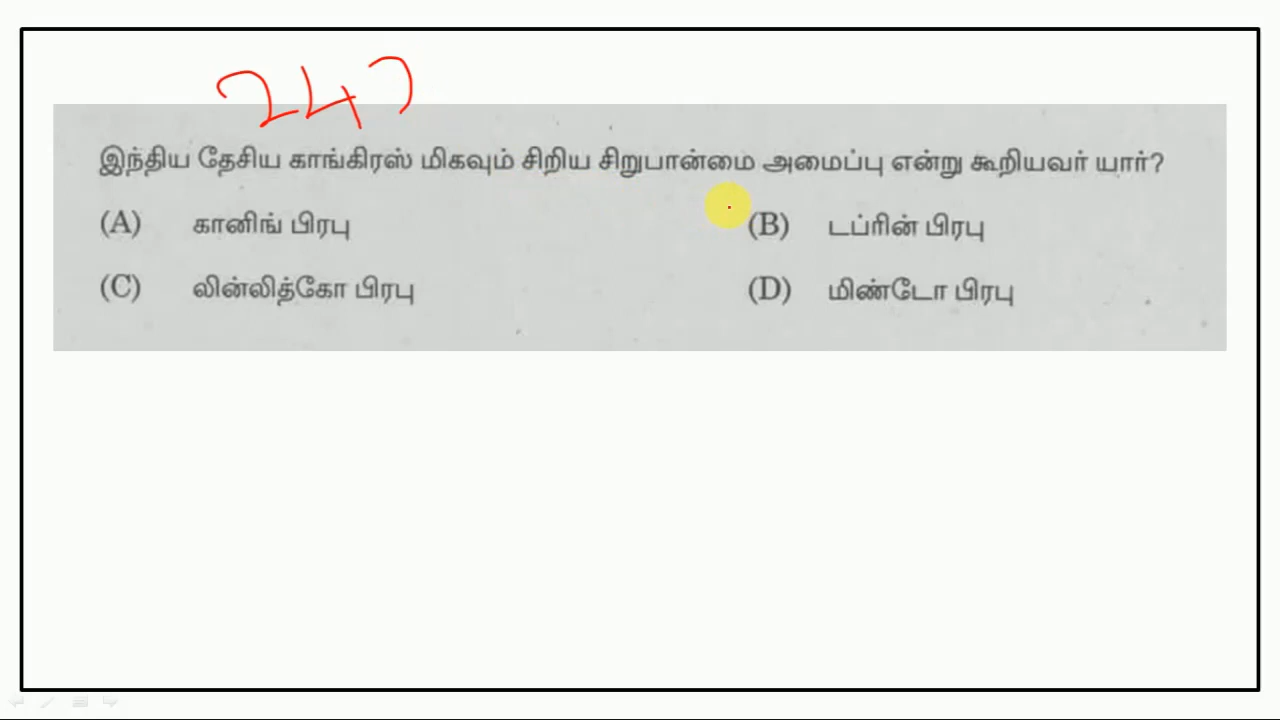 247
இந்திய தேசிய காங்கிரஸ் மிகவும் சிறிய சிறுபான்மை அமைப்பு என்று கூறியவர் யார்?
(A) கானிங் பிரபு (B) டப்ரின் பிரபு
(C) லின்லித்கோ பிரபு (D) மிண்டோ பிரபு